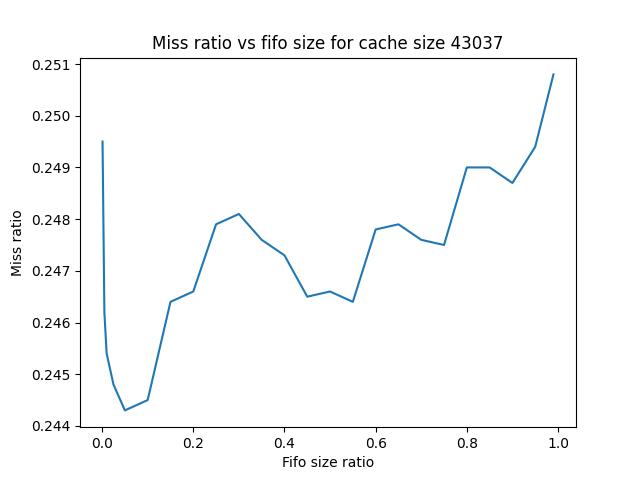 Miss ratio vs fifo size for cache size 43037
0.251
0.250
0.249
0.248
0.247
0.246
0.245
0.244
Miss ratio
0.0 0.2 0.4 0.6 0.8 1.0
Fifo size ratio